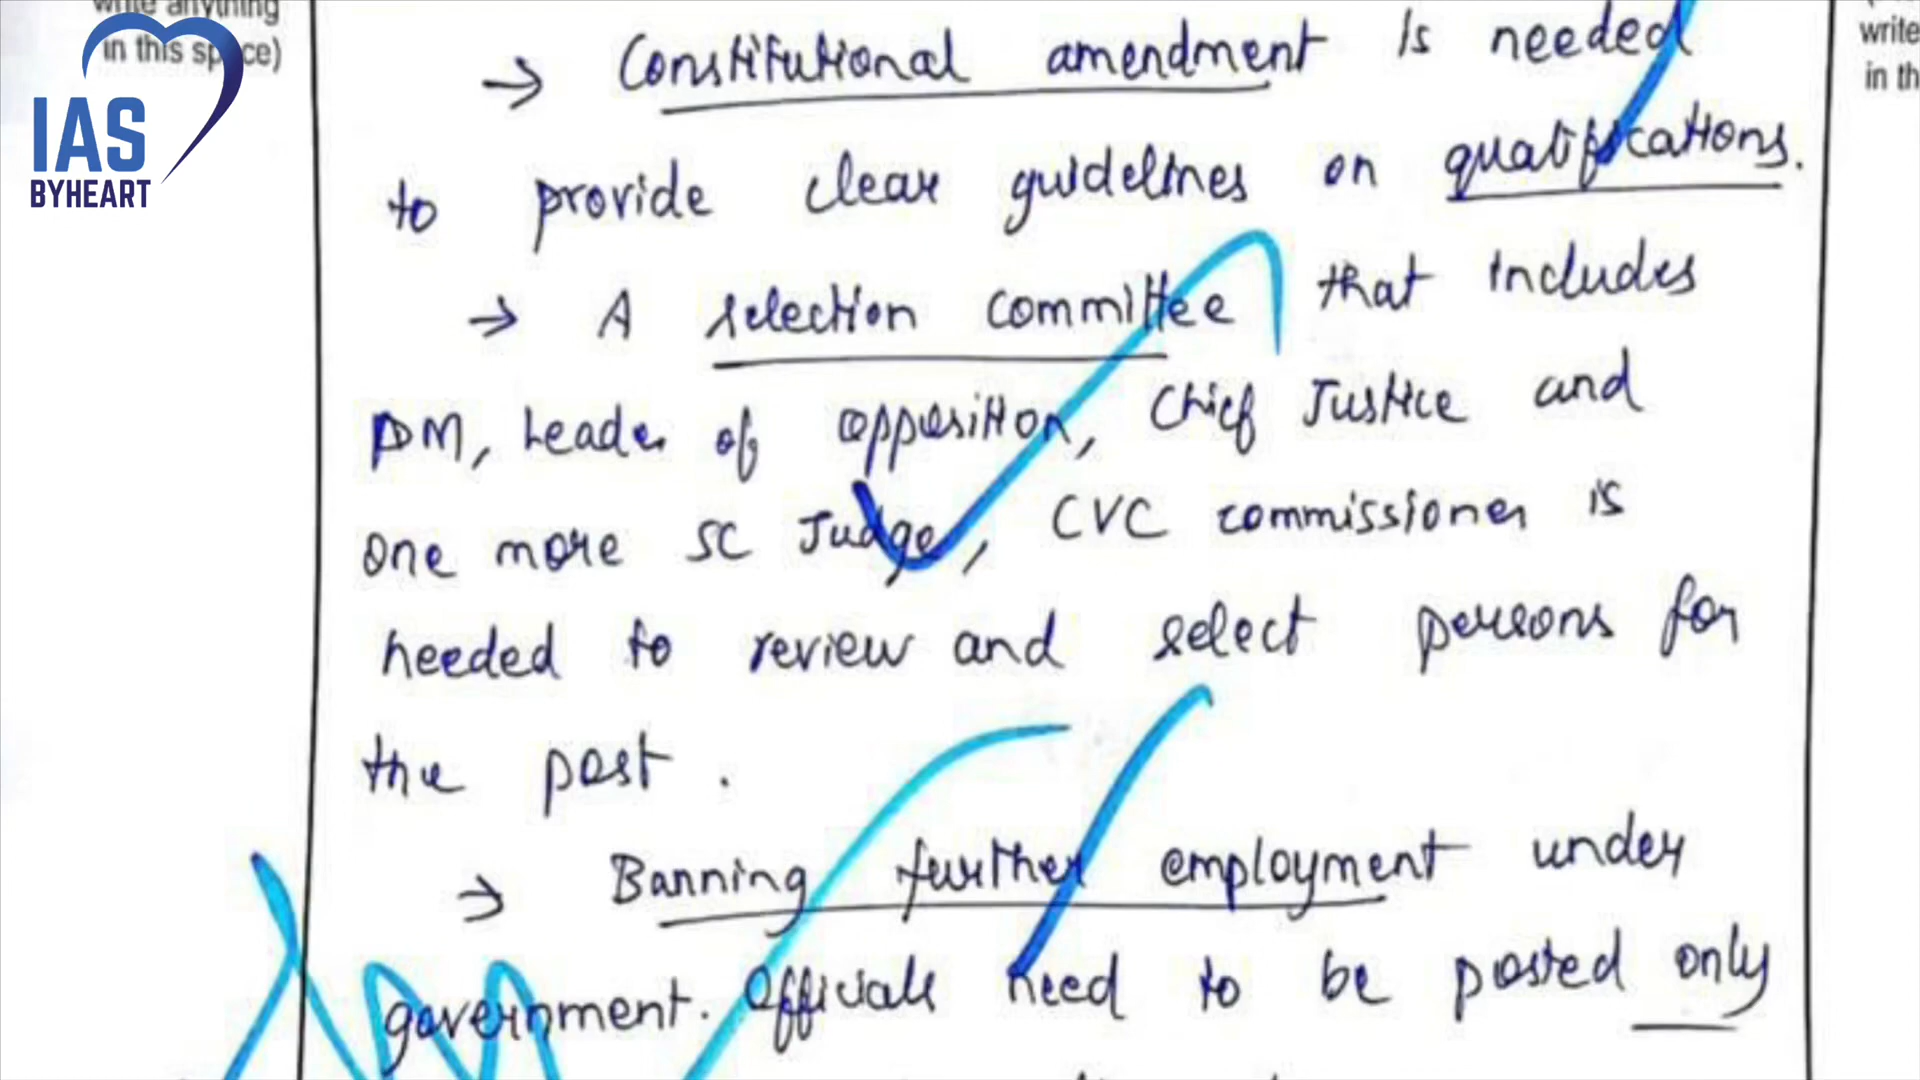 write anything
in this space)
IAS
BYHEART
write
in th
→ Constitutional amendment is needed
to provide clear guidelines on qualifications.
→ A selection committee that includes
PM, Leader of opposition, Chief Justice and
one more SC Judge, CVC commissioner is
needed to review and select persons for
the post.
→ Banning further employment under
government. Officials need to be posted only